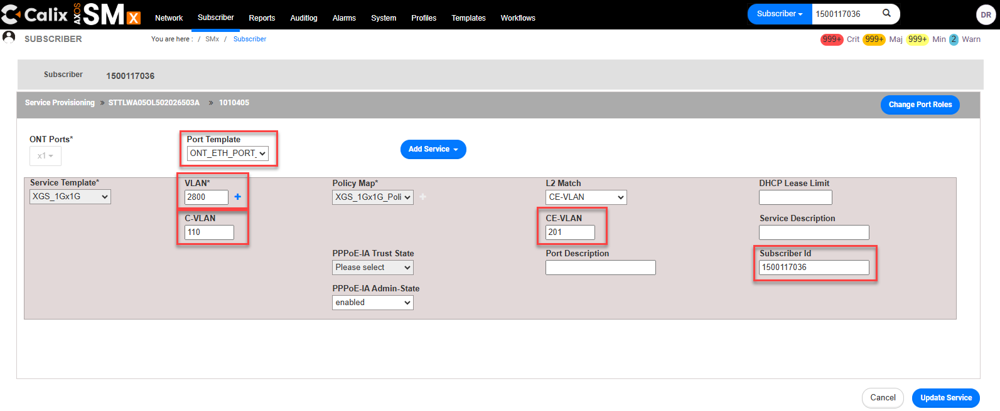 Calix AXOS SMx
Network Subscriber Reports Auditlog Alarms System Profiles Templates Workflows
Subscriber 1500117036
DR
SUBSCRIBER
You are here : / SMx / Subscriber
999+ Crit 999+ Maj 999+ Min 2 Warn
Subscriber 1500117036
Service Provisioning » STTLWA05OL502026503A » 1010405
Change Port Roles
ONT Ports*
x1
Port Template
ONT_ETH_PORT_
Add Service
Service Template*
XGS_1Gx1G
VLAN*
2800 +
Policy Map*
XGS_1Gx1G_Poli +
L2 Match
CE-VLAN
DHCP Lease Limit
C-VLAN
110
CE-VLAN
201
Service Description
PPPoE-IA Trust State
Please select
Port Description
Subscriber Id
1500117036
PPPoE-IA Admin-State
enabled
Cancel
Update Service